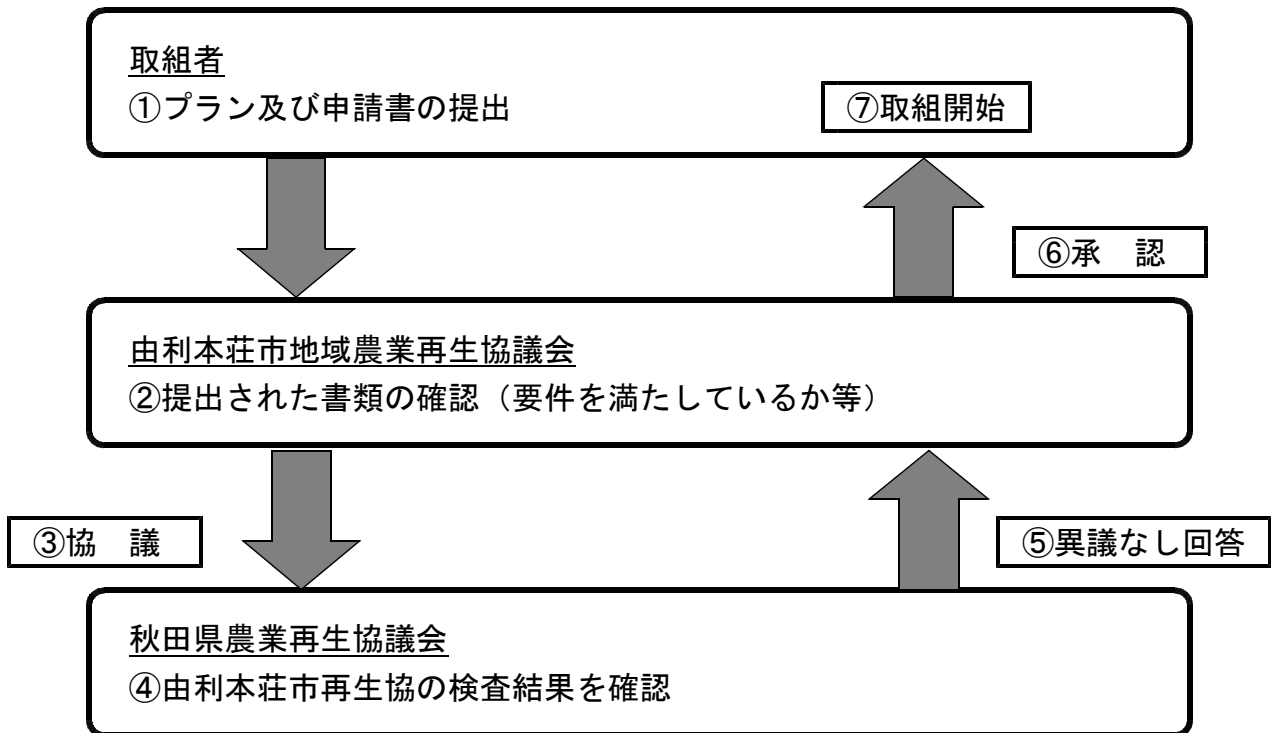 取組者
①プラン及び申請書の提出
⑦取組開始
⑥承　認
由利本荘市地域農業再生協議会
②提出された書類の確認（要件を満たしているか等）
③協　議
⑤異議なし回答
秋田県農業再生協議会
④由利本荘市再生協の検査結果を確認